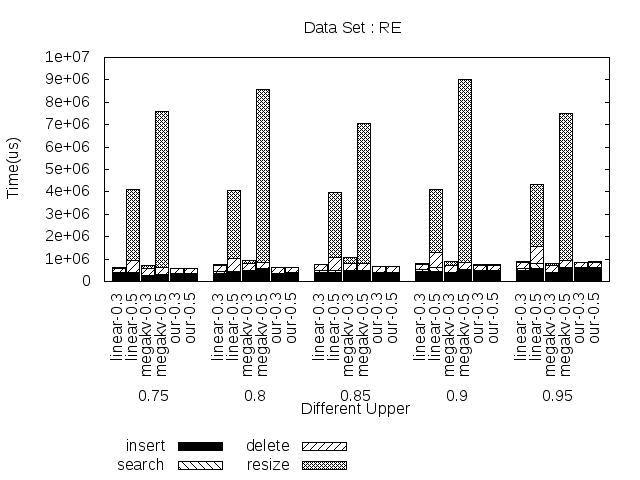 Data Set : RE
1e+07
9e+06
8e+06
7e+06
6e+06
5e+06
4e+06
3e+06
2e+06
1e+06
0
Time(us)
linear-0.3
linear-0.5
megakv-0.3
megakv-0.5
our-0.3
our-0.5
linear-0.3
linear-0.5
megakv-0.3
megakv-0.5
our-0.3
our-0.5
linear-0.3
linear-0.5
megakv-0.3
megakv-0.5
our-0.3
our-0.5
linear-0.3
linear-0.5
megakv-0.3
megakv-0.5
our-0.3
our-0.5
linear-0.3
linear-0.5
megakv-0.3
megakv-0.5
our-0.3
our-0.5
0.75 0.8 0.85 0.9 0.95
Different Upper
insert delete
search resize